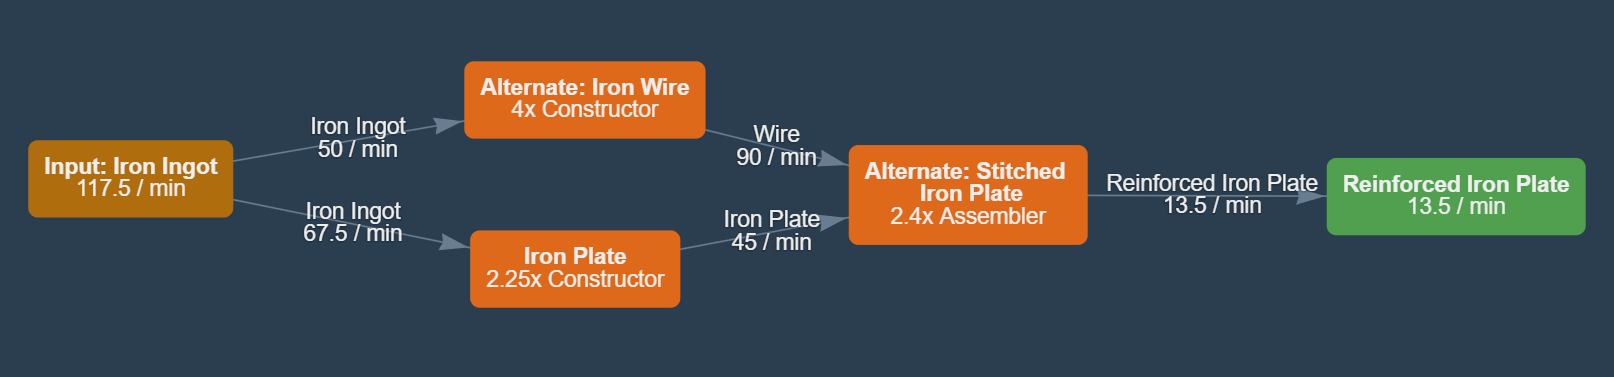 Input: Iron Ingot
117.5 / min
Iron Ingot
50 / min
Iron Ingot
67.5 / min
Alternate: Iron Wire
4x Constructor
Iron Plate
2.25x Constructor
Wire
90 / min
Iron Plate
45 / min
Alternate: Stitched
Iron Plate
2.4x Assembler
Reinforced Iron Plate
13.5 / min
Reinforced Iron Plate
13.5 / min